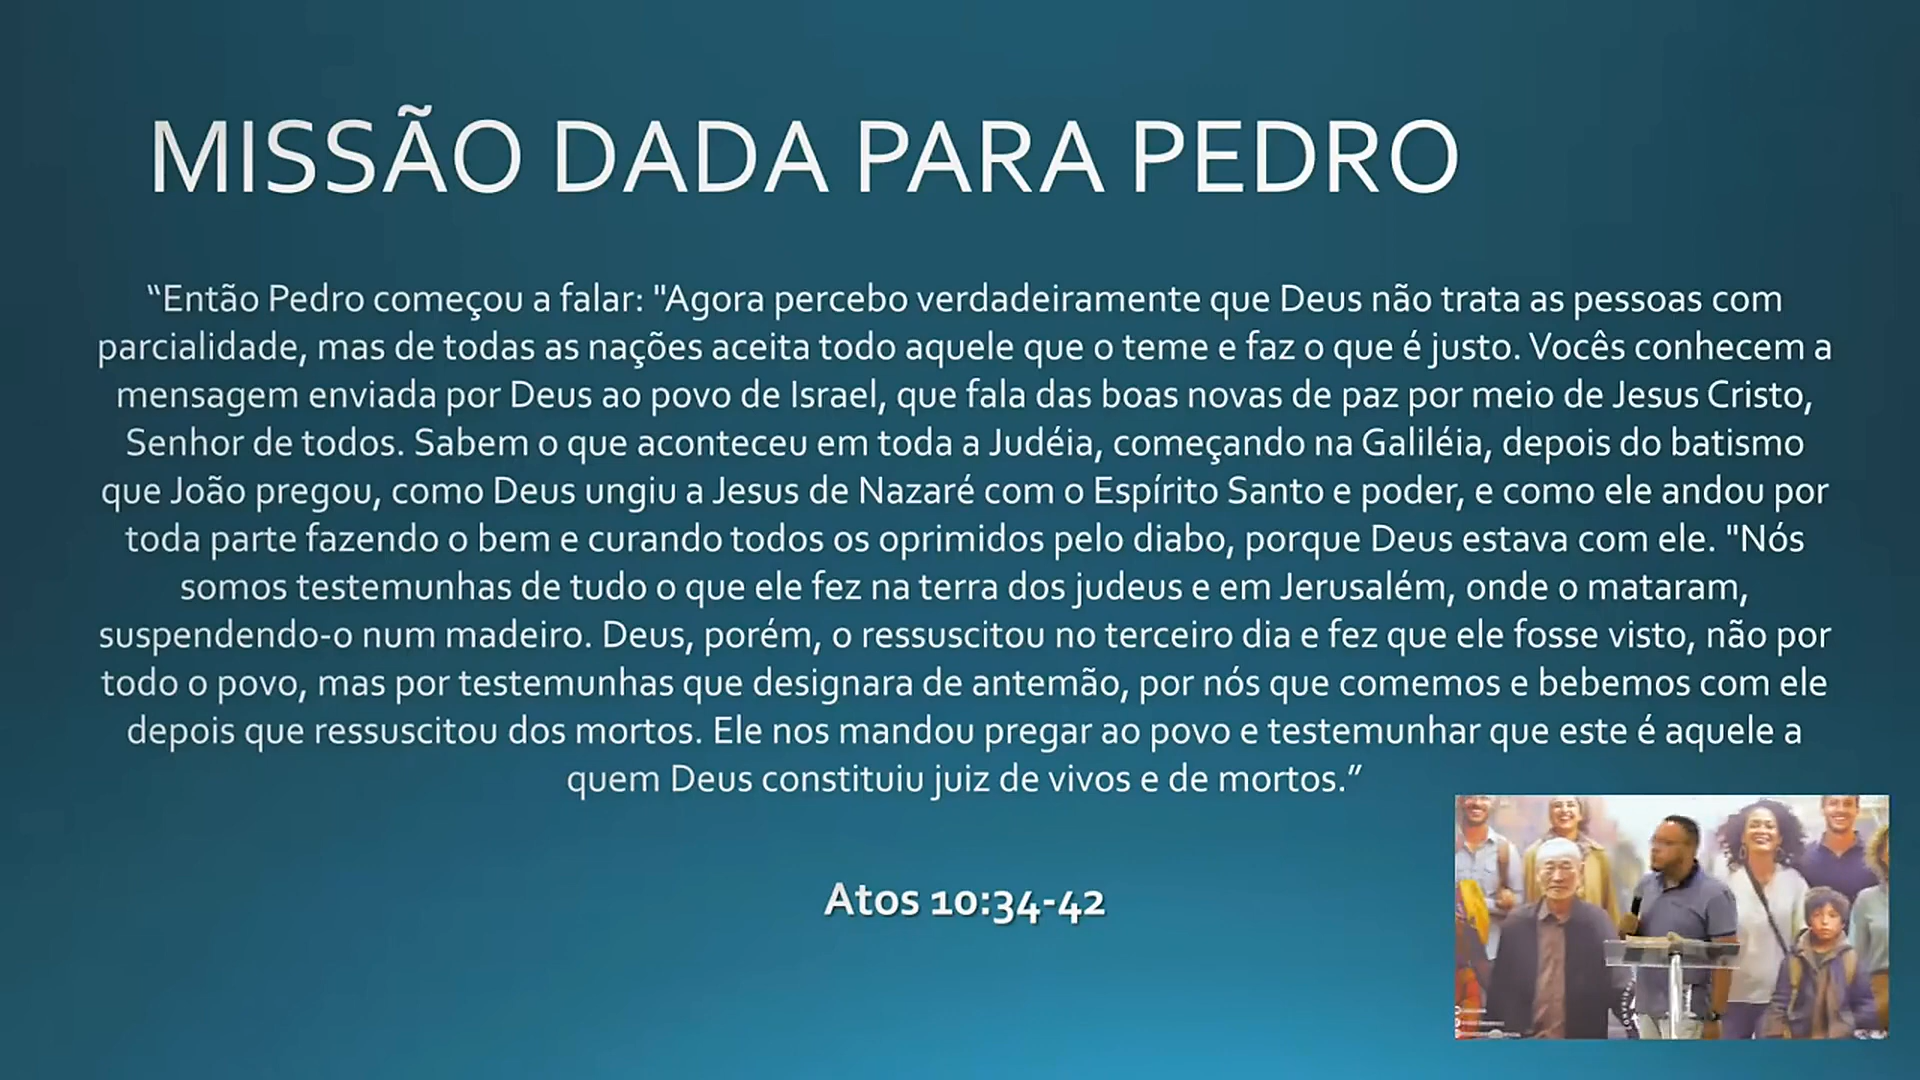 MISSÃO DADA PARA PEDRO
“Então Pedro começou a falar: "Agora percebo verdadeiramente que Deus não trata as pessoas com
parcialidade, mas de todas as nações aceita todo aquele que o teme e faz o que é justo. Vocês conhecem a
mensagem enviada por Deus ao povo de Israel, que fala das boas novas de paz por meio de Jesus Cristo,
Senhor de todos. Sabem o que aconteceu em toda a Judéia, começando na Galiléia, depois do batismo
que João pregou, como Deus ungiu a Jesus de Nazaré com o Espírito Santo e poder, e como ele andou por
toda parte fazendo o bem e curando todos os oprimidos pelo diabo, porque Deus estava com ele. "Nós
somos testemunhas de tudo o que ele fez na terra dos judeus e em Jerusalém, onde o mataram,
suspendendo-o num madeiro. Deus, porém, o ressuscitou no terceiro dia e fez que ele fosse visto, não por
todo o povo, mas por testemunhas que designara de antemão, por nós que comemos e bebemos com ele
depois que ressuscitou dos mortos. Ele nos mandou pregar ao povo e testemunhar que este é aquele a
quem Deus constituiu juiz de vivos e de mortos.”
Atos 10:34-42